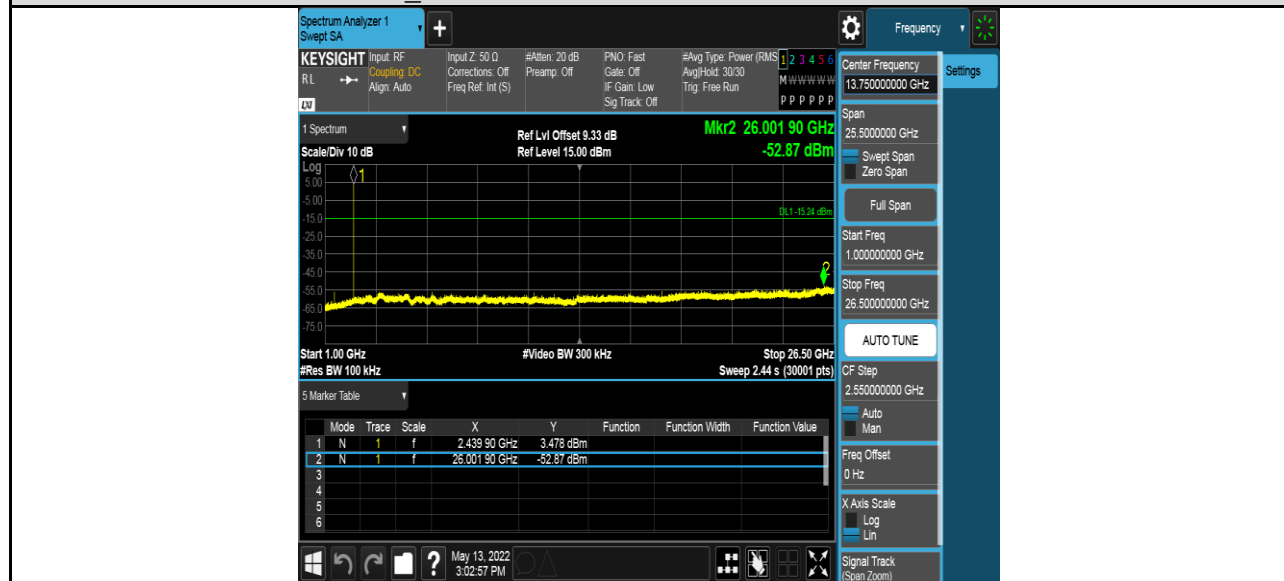 Spectrum Analyzer 1
Swept SA
+
Frequency
KEYSIGHT
RL
LXI
Input: RF
Coupling: DC
Align: Auto
Input Z: 50 Ω
Corrections: Off
Freq Ref: Int (S)
#Atten: 20 dB
Preamp: Off
PNO: Fast
Gate: Off
IF Gain: Low
Sig Track: Off
#Avg Type: Power (RMS
Avg|Hold: 30/30
Trig: Free Run
1 2 3 4 5 6
M W W W W W
P P P P P P
Center Frequency
13.750000000 GHz
Settings
1 Spectrum
Scale/Div 10 dB
Ref Lvl Offset 9.33 dB
Ref Level 15.00 dBm
Mkr2 26.001 90 GHz
-52.87 dBm
Log
5.00
-5.00
-15.0
-25.0
-35.0
-45.0
-55.0
-65.0
-75.0
1
DL1 -15.24 dBm
2
Start 1.00 GHz
#Video BW 300 kHz
Stop 26.50 GHz
#Res BW 100 kHz
Sweep 2.44 s (30001 pts)
Span
25.5000000 GHz
Swept Span
Zero Span
Full Span
Start Freq
1.000000000 GHz
Stop Freq
26.500000000 GHz
AUTO TUNE
CF Step
2.550000000 GHz
Auto
Man
Freq Offset
0 Hz
X Axis Scale
Log
Lin
Signal Track
(Span Zoom)
5 Marker Table
Mode Trace Scale X Y Function Function Width Function Value
1 N 1 f 2.439 90 GHz 3.478 dBm
2 N 1 f 26.001 90 GHz -52.87 dBm
3
4
5
6
?
May 13, 2022
3:02:57 PM